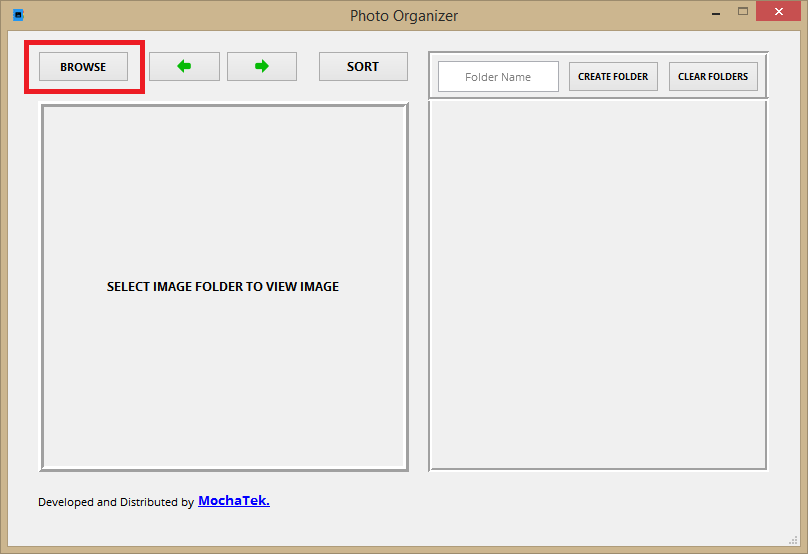 Photo Organizer
BROWSE
SORT
Folder Name
CREATE FOLDER
CLEAR FOLDERS
SELECT IMAGE FOLDER TO VIEW IMAGE
Developed and Distributed by MochaTek.